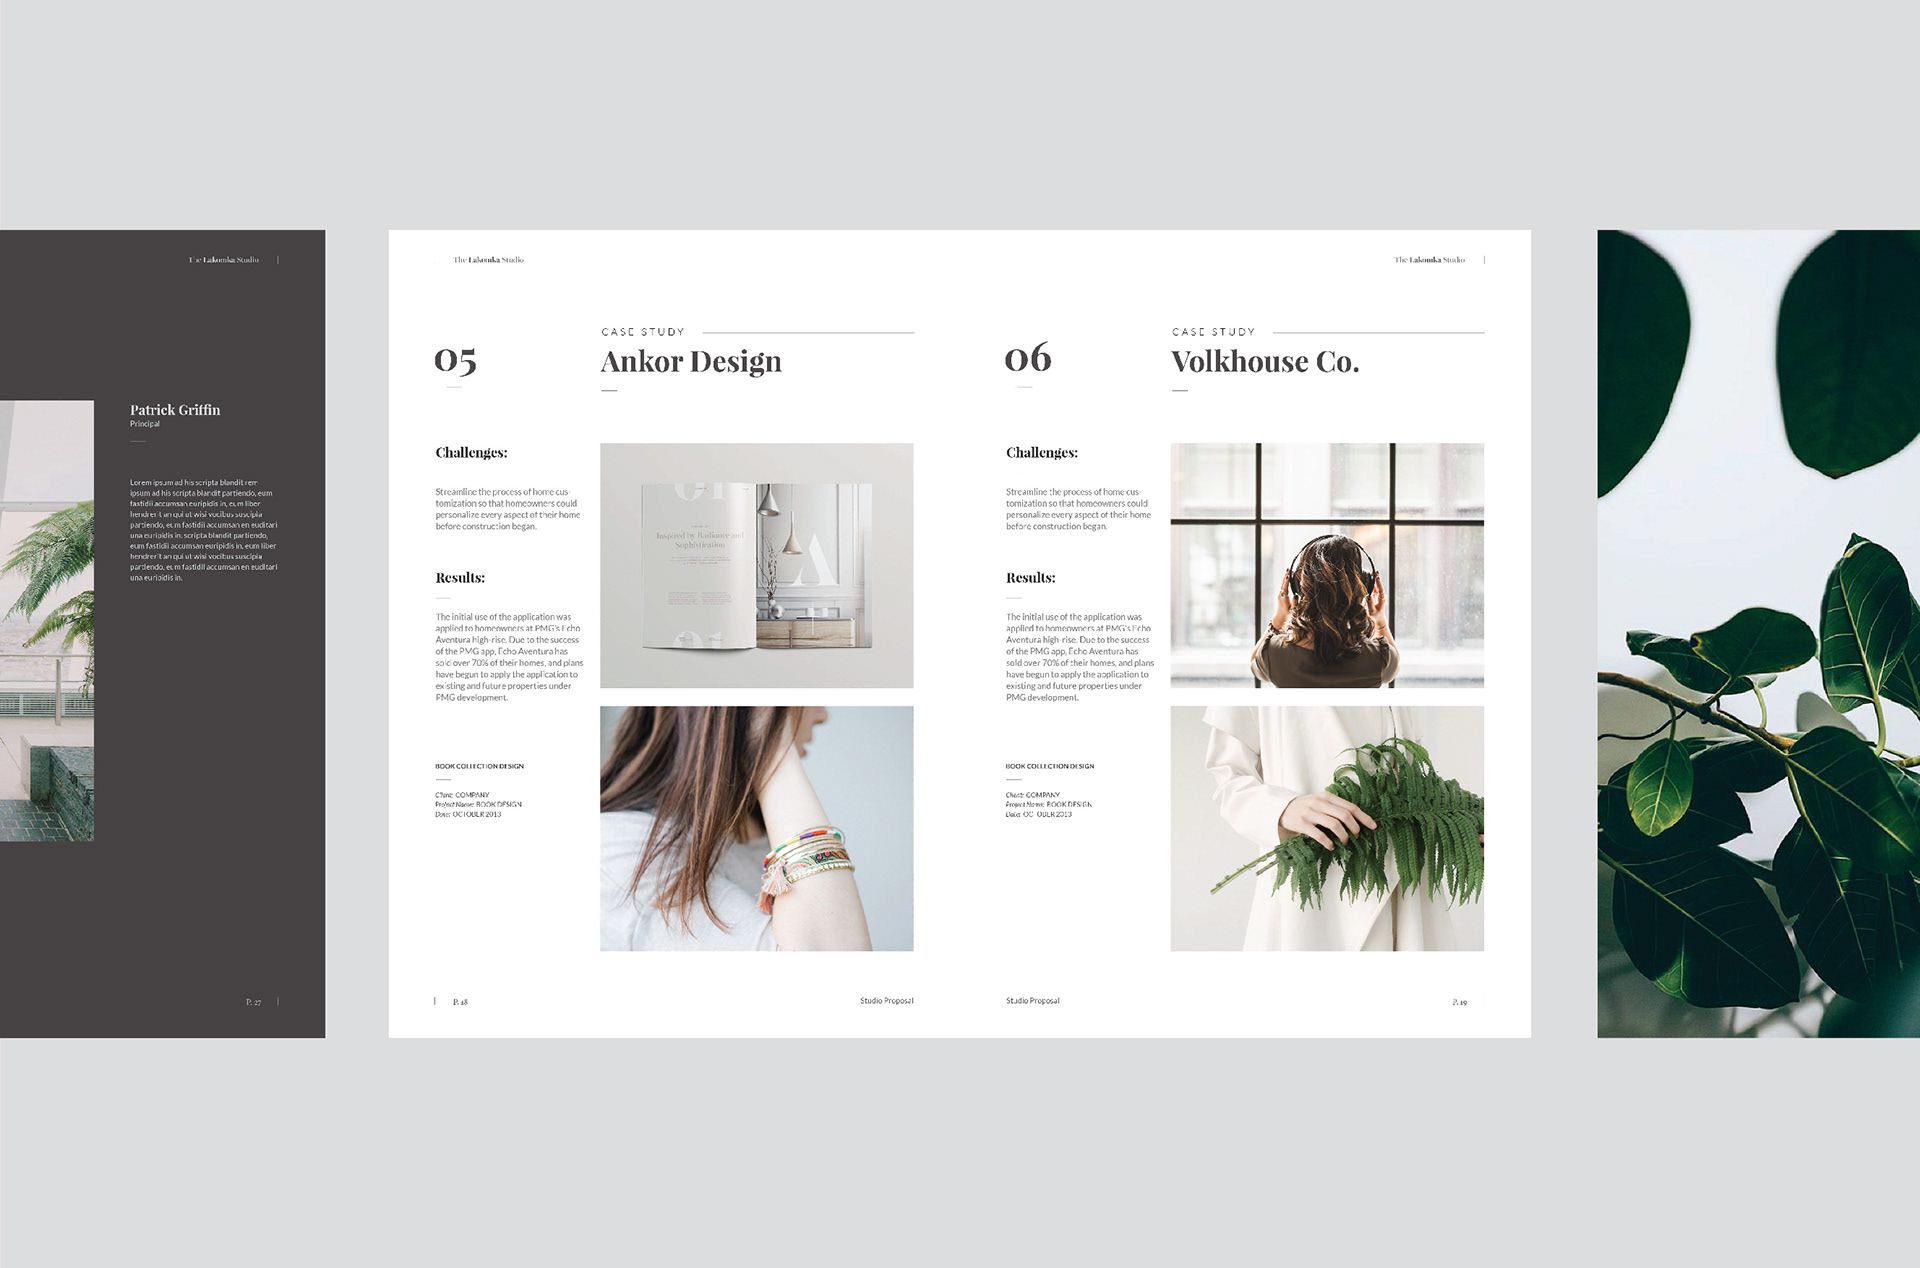 The Lakomka Studio
Patrick Griffin
Principal
Lorem ipsum ad his scripta blandit rem
ipsum ad his scripta blandit partiendo, eum
fastidii accumsan euripidis in, eum liber
hendrerit an qui ut wisi vocibus suscipia
partiendo, eum fastidii accumsan en euditari
una euripidis in. scripta blandit partiendo,
eum fastidii accumsan euripidis in, eum liber
hendrerit an qui ut wisi vocibus suscipia
partiendo, eum fastidii accumsan en euditari
una euripidis in.
P. 27
The Lakomka Studio
05
CASE STUDY
Ankor Design
Challenges:
Streamline the process of home cus-
tomization so that homeowners could
personalize every aspect of their home
before construction began.
Results:
The initial use of the application was
applied to homeowners at PMG's Echo
Aventura high-rise. Due to the success
of the PMG app, Echo Aventura has
sold over 70% of their homes, and plans
have begun to apply the application to
existing and future properties under
PMG development.
BOOK COLLECTION DESIGN
Client: COMPANY
Project Name: BOOK DESIGN
Date: OCTOBER 2013
01
Inspired by Radiance and
Sophistication
A
01
P. 18
Studio Proposal
The Lakomka Studio
06
CASE STUDY
Volkhouse Co.
Challenges:
Streamline the process of home cus-
tomization so that homeowners could
personalize every aspect of their home
before construction began.
Results:
The initial use of the application was
applied to homeowners at PMG's Echo
Aventura high-rise. Due to the success
of the PMG app, Echo Aventura has
sold over 70% of their homes, and plans
have begun to apply the application to
existing and future properties under
PMG development.
BOOK COLLECTION DESIGN
Client: COMPANY
Project Name: BOOK DESIGN
Date: OCTOBER 2013
Studio Proposal
P. 19